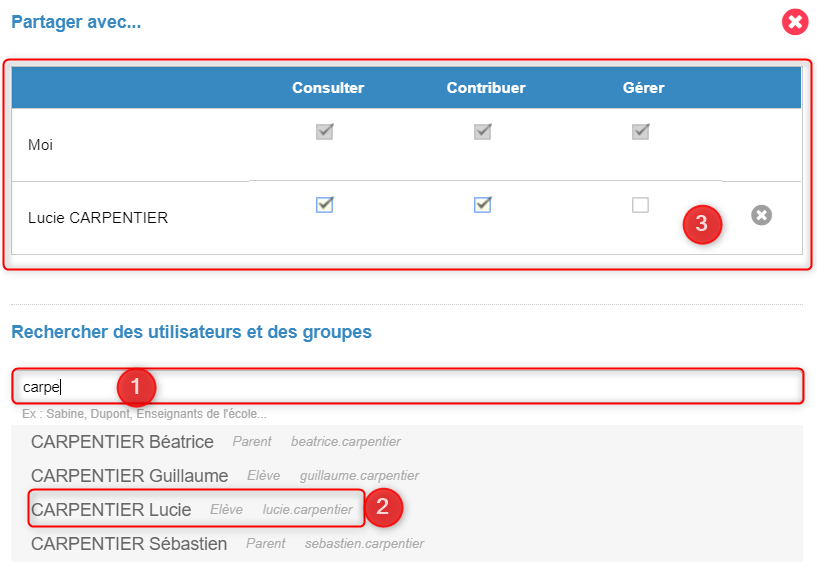 Partager avec...
Consulter Contribuer Gérer
Moi
Lucie CARPENTIER
3
Rechercher des utilisateurs et des groupes
carpe 1
Ex : Sabine, Dupont, Enseignants de l'école...
CARPENTIER Béatrice Parent beatrice.carpentier
CARPENTIER Guillaume Elève guillaume.carpentier
CARPENTIER Lucie Elève lucie.carpentier 2
CARPENTIER Sébastien Parent sebastien.carpentier